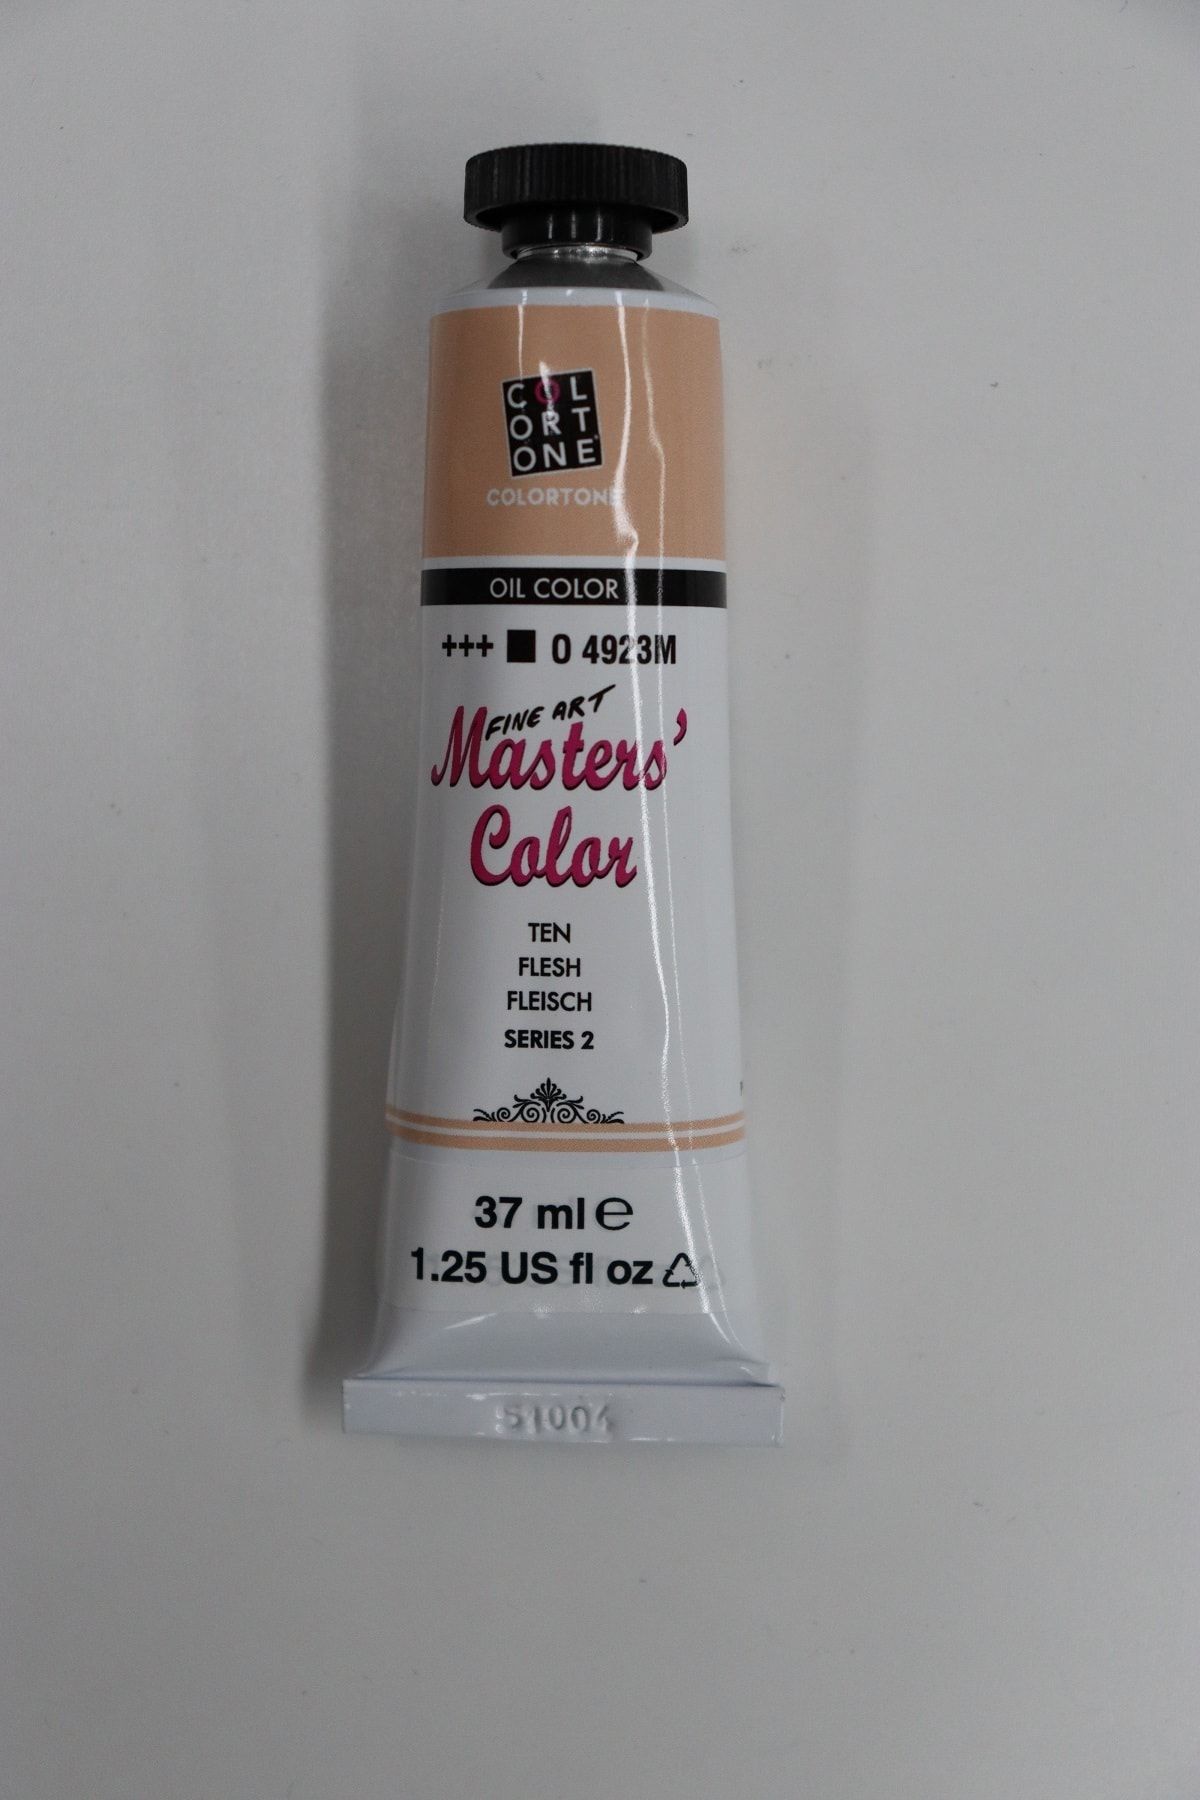 COL
ORT
ONE
COLORTONE
OIL COLOR
+++ ■ O 4923M
FINE ART
Masters'
Color
TEN
FLESH
FLEISCH
SERIES 2
37 ml ℮
1.25 US fl oz
51004